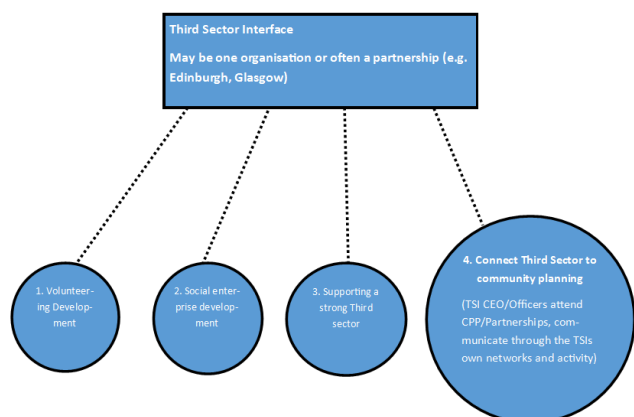 Third Sector Interface
May be one organisation or often a partnership (e.g.
Edinburgh, Glasgow)
1. Volunteer-
ing Develop-
ment
2. Social enter-
prise develop-
ment
3. Supporting a
strong Third
sector
4. Connect Third Sector to
community planning
(TSI CEO/Officers attend
CPP/Partnerships, com-
municate through the TSIs
own networks and activity)